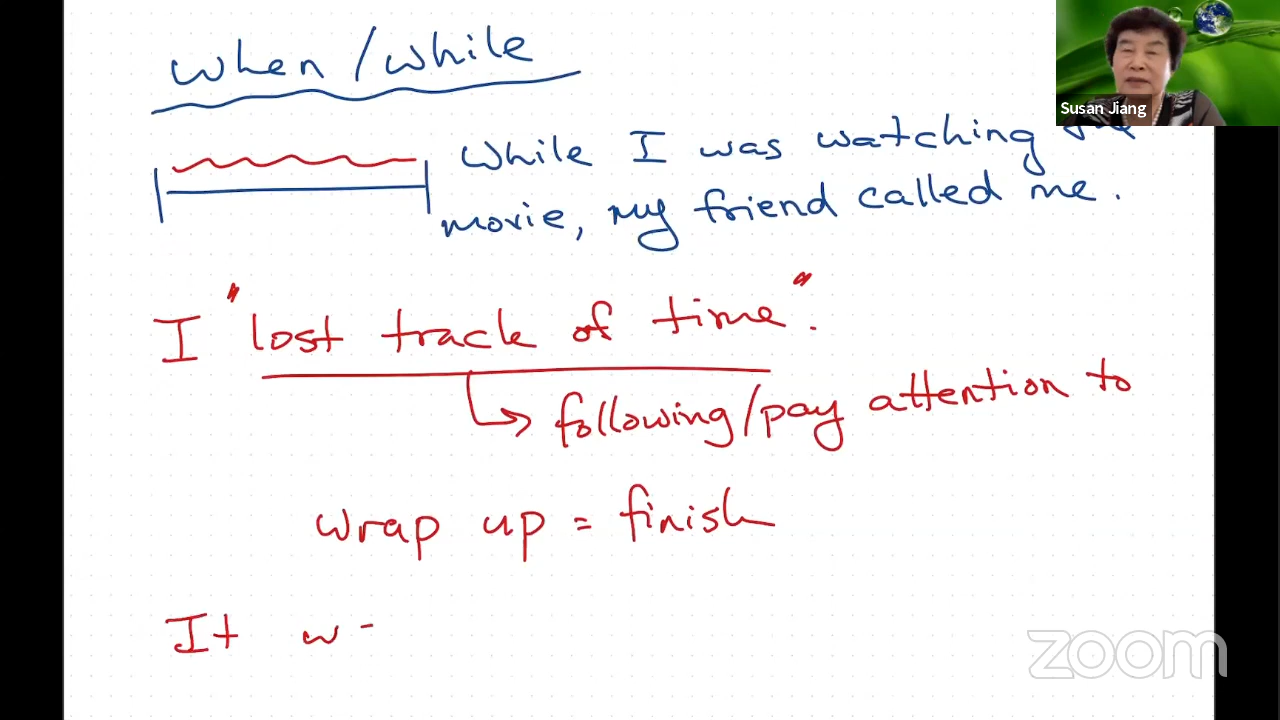 when / while
While I was watching
movie, my friend called me.
I "lost track of time".
following/pay attention to
wrap up = finish
It w
Susan Jiang
zoom